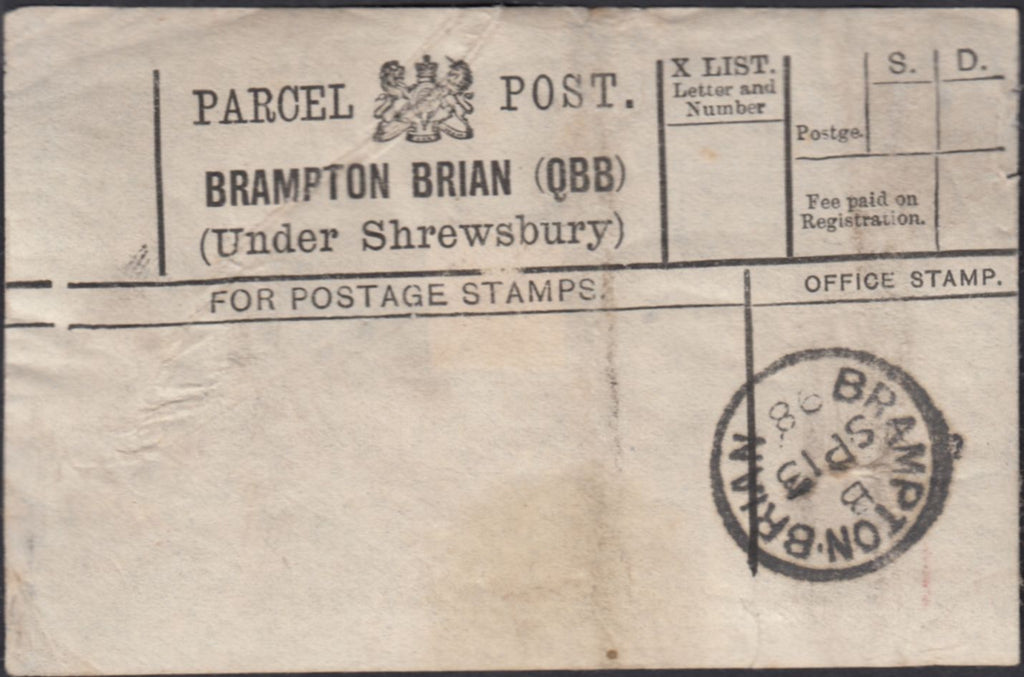 PARCEL POST.
BRAMPTON BRIAN (QBB)
(Under Shrewsbury)
X LIST.
Letter and
Number
S. D.
Postge.
Fee paid on
Registration.
FOR POSTAGE STAMPS.
OFFICE STAMP.
BRAMPTON·BRIAN
SP 13
98